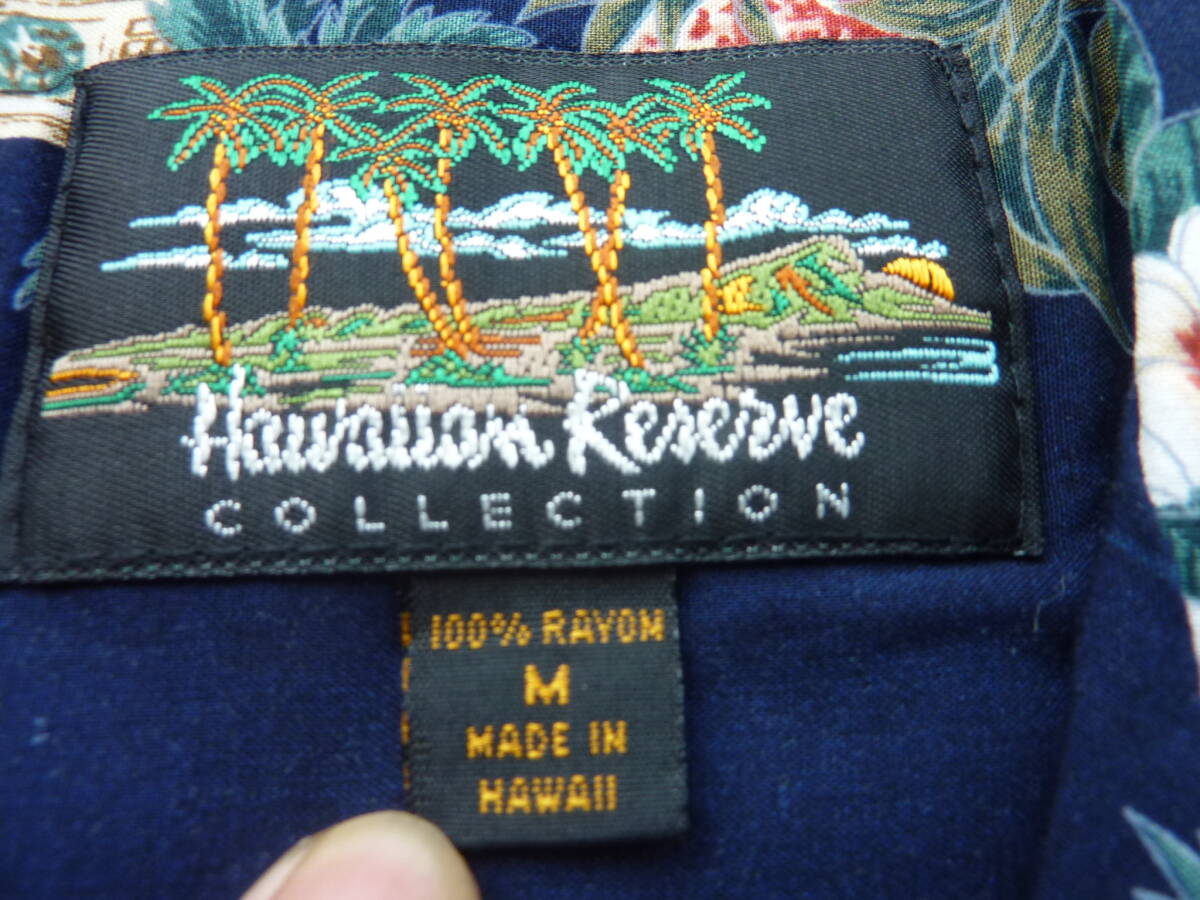 Hawaiian Reserve
COLLECTION
100% RAYON
M
MADE IN
HAWAII